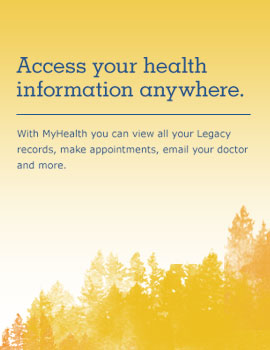 Access your health
information anywhere.
With MyHealth you can view all your Legacy
records, make appointments, email your doctor
and more.